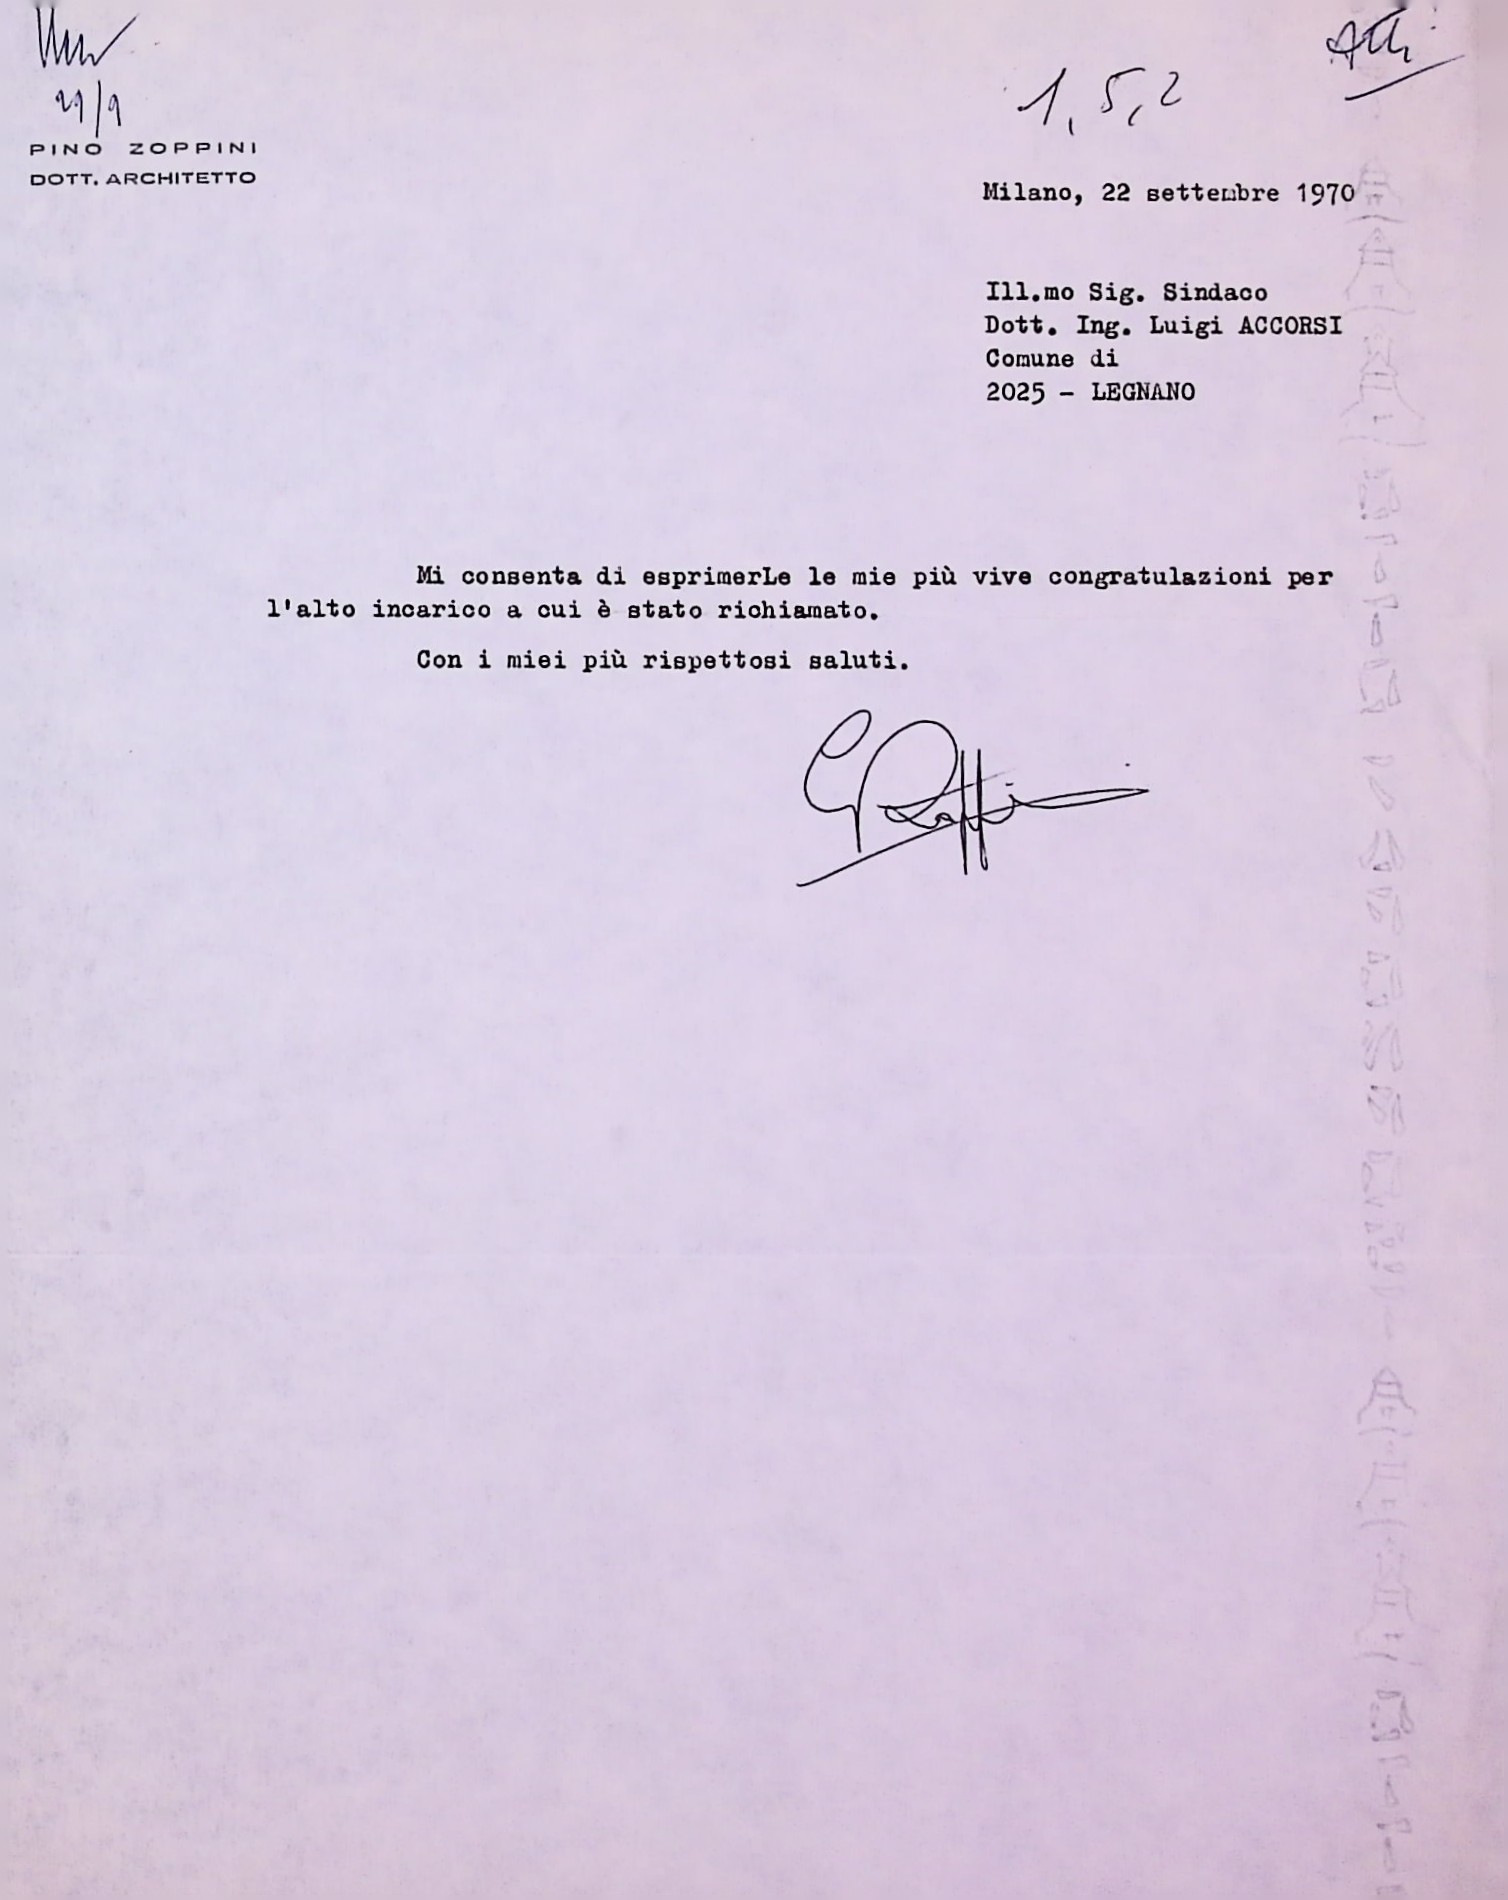 29/9
1,5,2
Atti
PINO ZOPPINI
DOTT. ARCHITETTO
Milano, 22 settembre 1970
Ill.mo Sig. Sindaco
Dott. Ing. Luigi ACCORSI
Comune di
2025 - LEGNANO
Mi consenta di esprimerLe le mie più vive congratulazioni per
l'alto incarico a cui è stato richiamato.
Con i miei più rispettosi saluti.